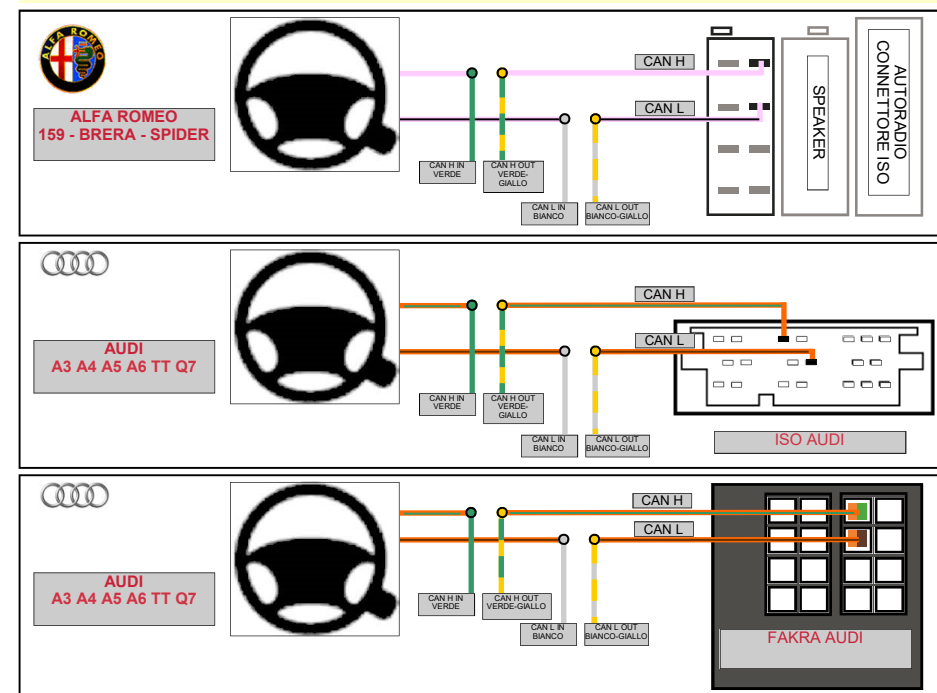 ALFA ROMEO
ALFA ROMEO
159 - BRERA - SPIDER
CAN H
CAN L
CAN H IN
VERDE
CAN H OUT
VERDE-
GIALLO
CAN L IN
BIANCO
CAN L OUT
BIANCO-GIALLO
SPEAKER
AUTORADIO
CONNETTORE ISO
AUDI
A3 A4 A5 A6 TT Q7
CAN H
CAN L
CAN H IN
VERDE
CAN H OUT
VERDE-
GIALLO
CAN L IN
BIANCO
CAN L OUT
BIANCO-GIALLO
ISO AUDI
AUDI
A3 A4 A5 A6 TT Q7
CAN H
CAN L
CAN H IN
VERDE
CAN H OUT
VERDE-GIALLO
CAN L IN
BIANCO
CAN L OUT
BIANCO-GIALLO
FAKRA AUDI